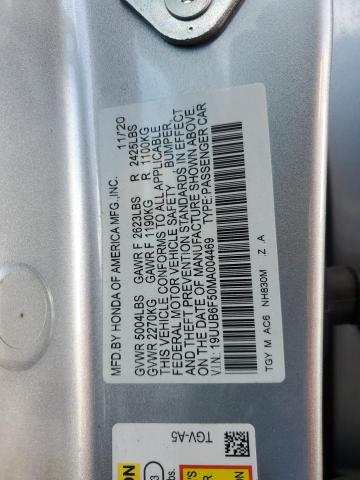 MFD.BY HONDA OF AMERICA MFG.,INC. 11/20
GVWR 5004LBS GAWR F 2623LBS R 2425LBS
GVWR 2270KG GAWR F 1190KG R 1100KG
THIS VEHICLE CONFORMS TO ALL APPLICABLE
FEDERAL MOTOR VEHICLE SAFETY, BUMPER,
AND THEFT PREVENTION STANDARDS IN EFFECT
ON THE DATE OF MANUFACTURE SHOWN ABOVE.
V.I.N.: 19UUB6F50MA004469 TYPE:PASSENGER CAR
TGY M AC6 NH830M Z A
TGV-A5